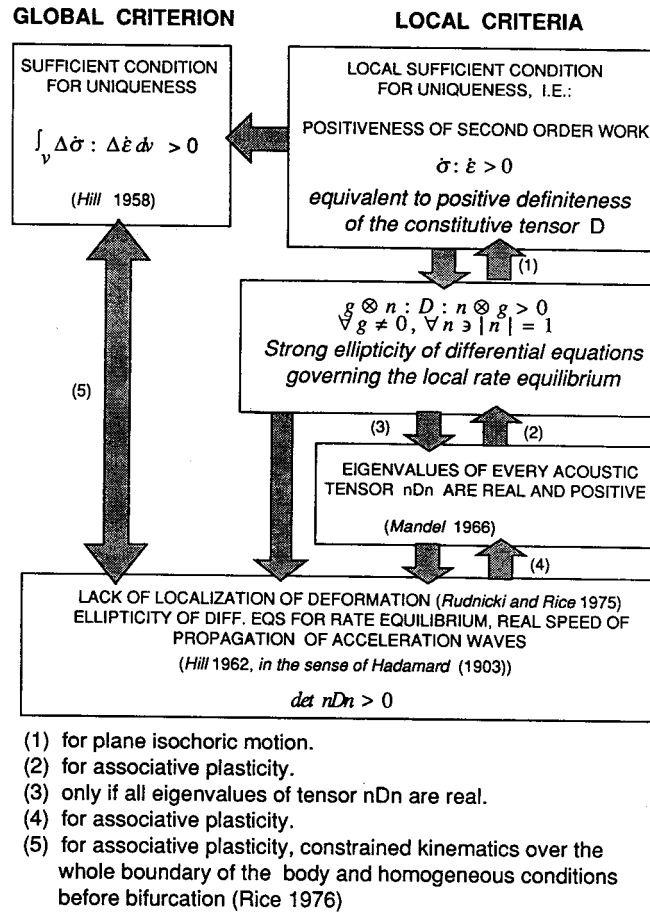 GLOBAL CRITERION
LOCAL CRITERIA
SUFFICIENT CONDITION
FOR UNIQUENESS
∫_v Δσ̇ : Δε̇ dv > 0
(Hill 1958)
LOCAL SUFFICIENT CONDITION
FOR UNIQUENESS, I.E.:
POSITIVENESS OF SECOND ORDER WORK
σ̇ : ε̇ > 0
equivalent to positive definiteness
of the constitutive tensor D
(1)
g ⊗ n : D : n ⊗ g > 0
∀ g ≠ 0, ∀ n ∍ | n | = 1
Strong ellipticity of differential equations
governing the local rate equilibrium
(5)
(3)
(2)
EIGENVALUES OF EVERY ACOUSTIC
TENSOR nDn ARE REAL AND POSITIVE
(Mandel 1966)
(4)
LACK OF LOCALIZATION OF DEFORMATION (Rudnicki and Rice 1975)
ELLIPTICITY OF DIFF. EQS FOR RATE EQUILIBRIUM, REAL SPEED OF
PROPAGATION OF ACCELERATION WAVES
(Hill 1962, in the sense of Hadamard (1903))
det nDn > 0
(1) for plane isochoric motion.
(2) for associative plasticity.
(3) only if all eigenvalues of tensor nDn are real.
(4) for associative plasticity.
(5) for associative plasticity, constrained kinematics over the
whole boundary of the body and homogeneous conditions
before bifurcation (Rice 1976)